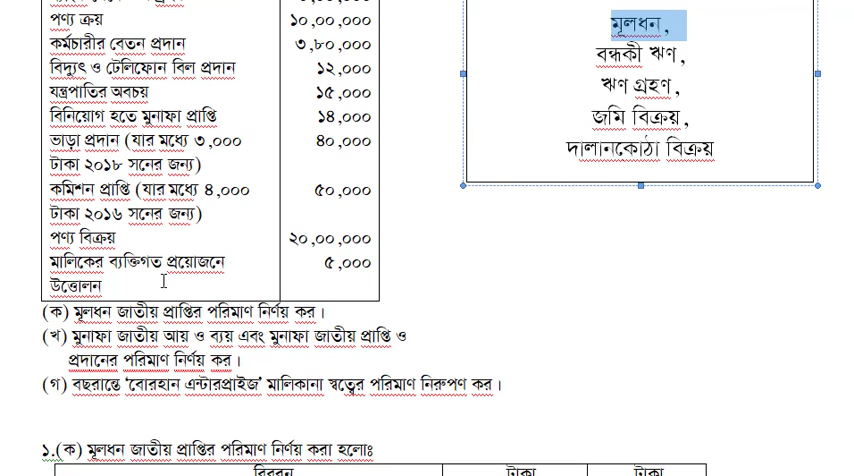 পণ্য ক্রয় ১০,০০,০০০
কর্মচারীর বেতন প্রদান ৩,৮০,০০০
বিদ্যুৎ ও টেলিফোন বিল প্রদান ১২,০০০
যন্ত্রপাতির অবচয় ১৫,০০০
বিনিয়োগ হতে মুনাফা প্রাপ্তি ১৪,০০০
ভাড়া প্রদান (যার মধ্যে ৩,০০০ ৪০,০০০
টাকা ২০১৮ সনের জন্য)
কমিশন প্রাপ্তি (যার মধ্যে ৪,০০০ ৫০,০০০
টাকা ২০১৬ সনের জন্য)
পণ্য বিক্রয় ২০,০০,০০০
মালিকের ব্যক্তিগত প্রয়োজনে ৫,০০০
উত্তোলন
মূলধন,
বন্ধকী ঋণ,
ঋণ গ্রহণ,
জমি বিক্রয়,
দালানকোঠা বিক্রয়
(ক) মূলধন জাতীয় প্রাপ্তির পরিমাণ নির্ণয় কর।
(খ) মুনাফা জাতীয় আয় ও ব্যয় এবং মুনাফা জাতীয় প্রাপ্তি ও
প্রদানের পরিমাণ নির্ণয় কর।
(গ) বছরান্তে ‘বোরহান এন্টারপ্রাইজ’ মালিকানা স্বত্বের পরিমাণ নিরুপণ কর।
১.(ক) মূলধন জাতীয় প্রাপ্তির পরিমাণ নির্ণয় করা হলোঃ
বিবরন টাকা টাকা